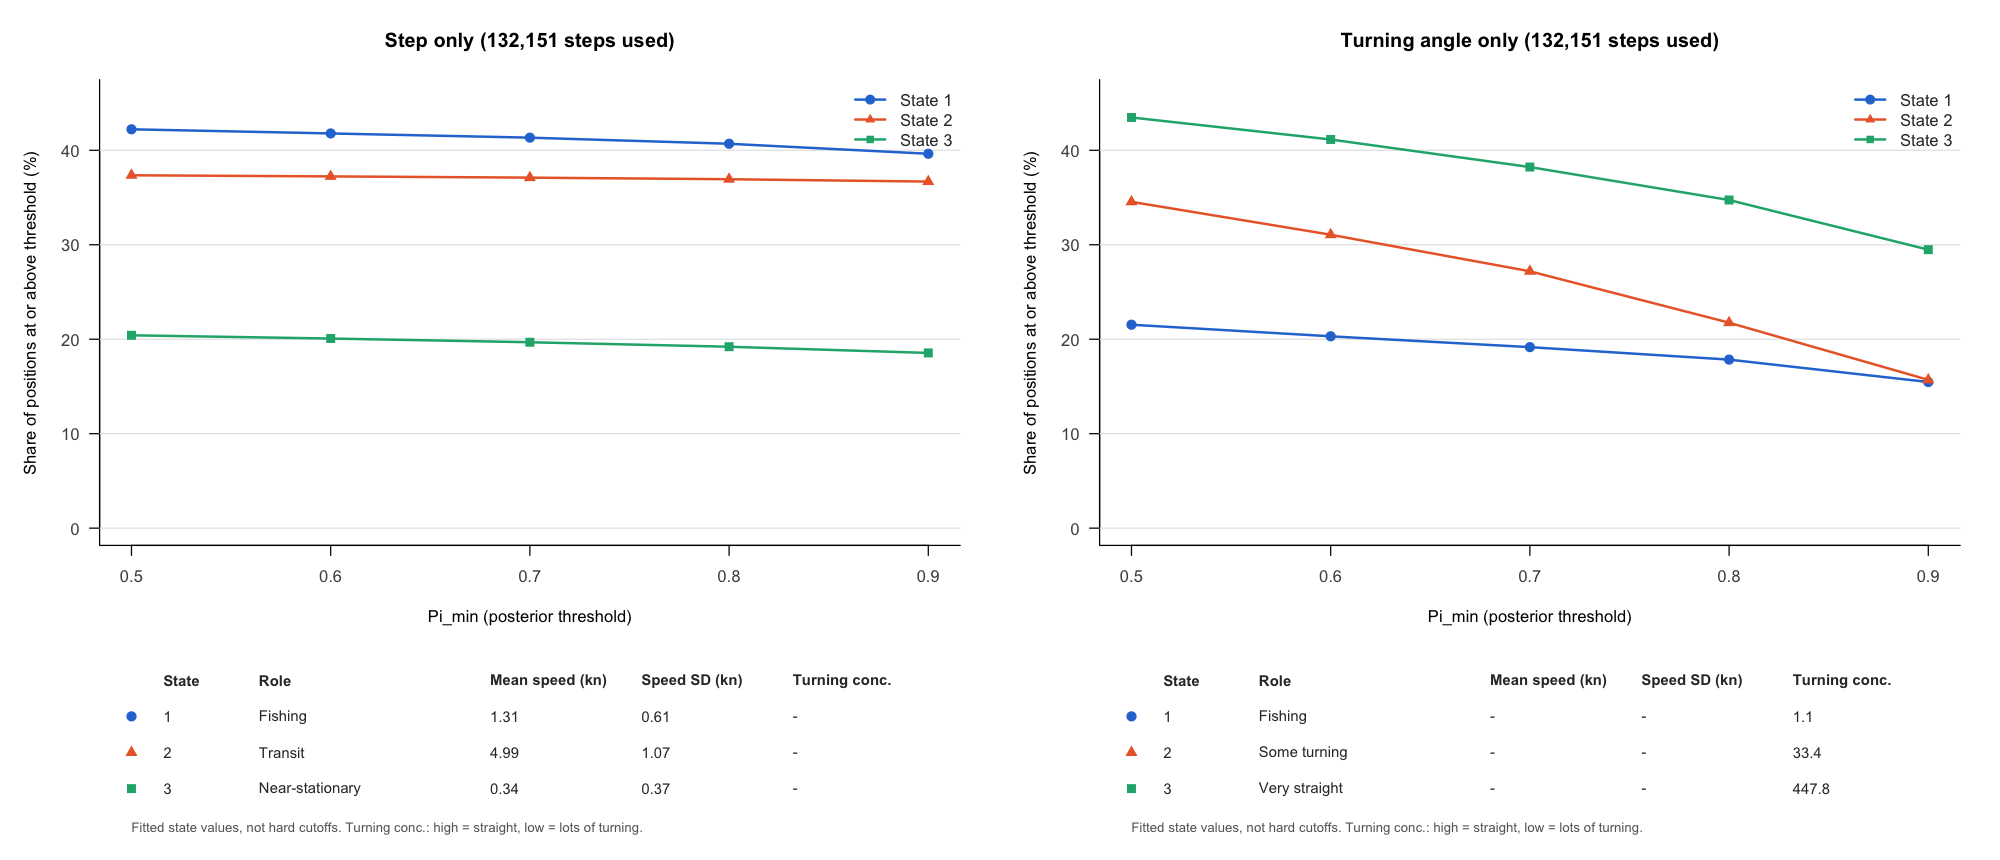 Step only (132,151 steps used)
State 1
State 2
State 3
Share of positions at or above threshold (%)
40
30
20
10
0
0.5 0.6 0.7 0.8 0.9
Pi_min (posterior threshold)
State Role Mean speed (kn) Speed SD (kn) Turning conc.
1 Fishing 1.31 0.61 -
2 Transit 4.99 1.07 -
3 Near-stationary 0.34 0.37 -
Fitted state values, not hard cutoffs. Turning conc.: high = straight, low = lots of turning.
Turning angle only (132,151 steps used)
State 1
State 2
State 3
Share of positions at or above threshold (%)
40
30
20
10
0
0.5 0.6 0.7 0.8 0.9
Pi_min (posterior threshold)
State Role Mean speed (kn) Speed SD (kn) Turning conc.
1 Fishing - - 1.1
2 Some turning - - 33.4
3 Very straight - - 447.8
Fitted state values, not hard cutoffs. Turning conc.: high = straight, low = lots of turning.